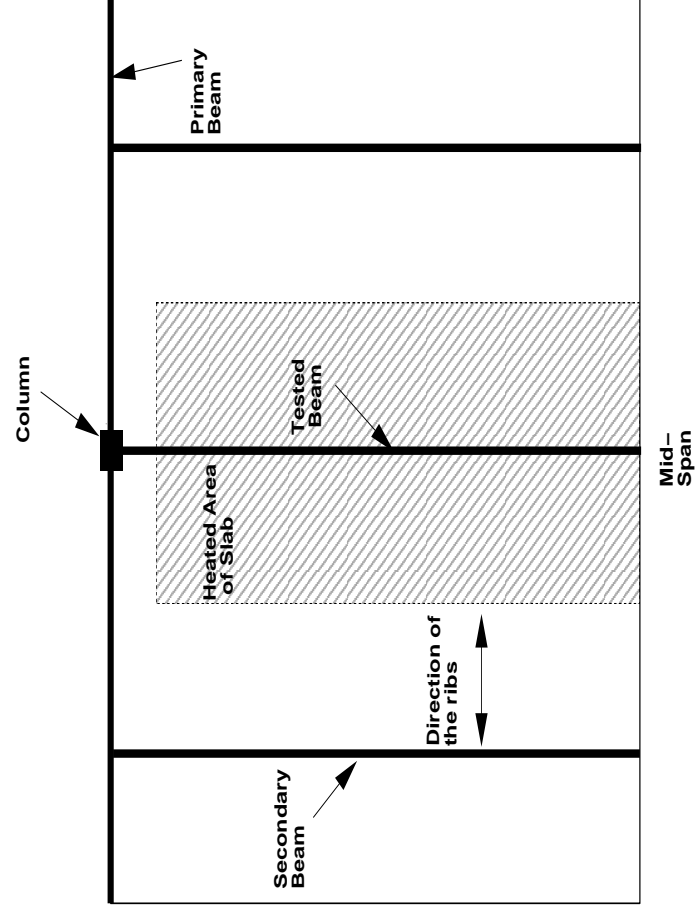 Column
Primary
Beam
Heated Area
of Slab
Secondary
Beam
Tested
Beam
Direction of
the ribs
Mid–
Span